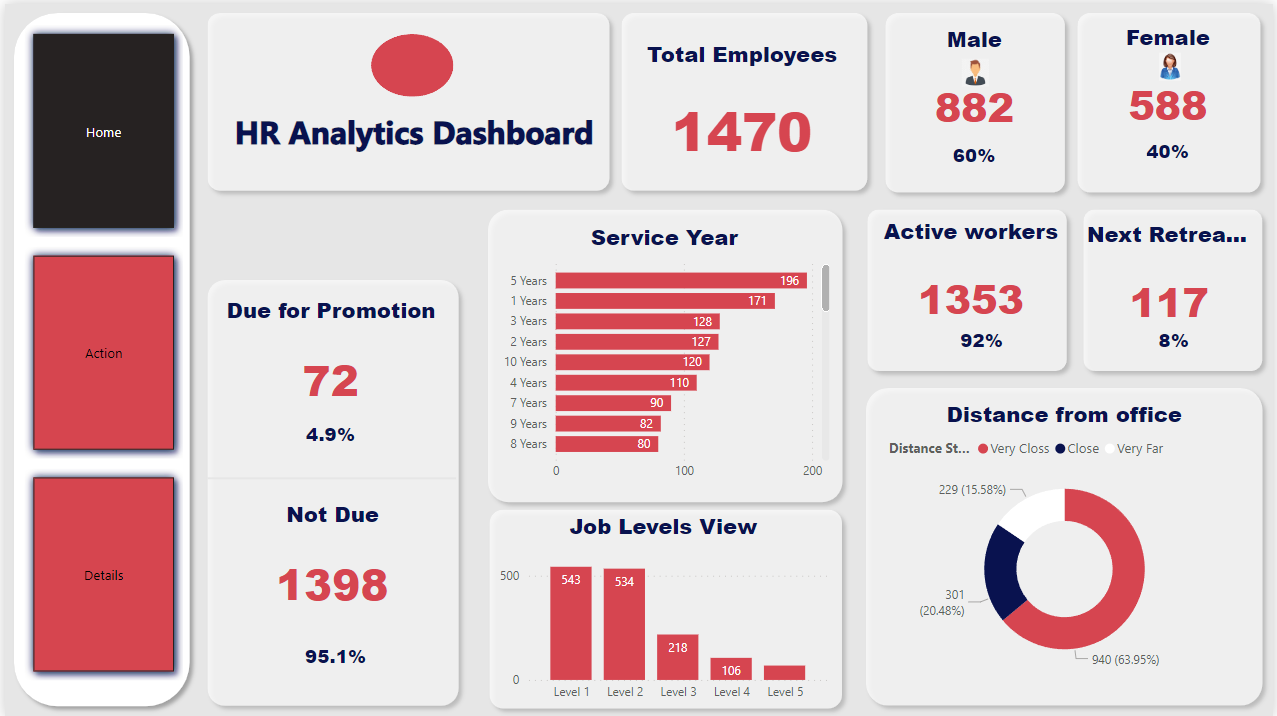 Home
Action
Details
HR Analytics Dashboard
Total Employees
1470
Male
882
60%
Female
588
40%
Due for Promotion
72
4.9%
Not Due
1398
95.1%
Service Year
5 Years 196
1 Years 171
3 Years 128
2 Years 127
10 Years 120
4 Years 110
7 Years 90
9 Years 82
8 Years 80
0 100 200
Job Levels View
500
543 534 218 106
0
Level 1 Level 2 Level 3 Level 4 Level 5
Active workers
1353
92%
Next Retrea...
117
8%
Distance from office
Distance St... Very Closs Close Very Far
229 (15.58%)
301
(20.48%)
940 (63.95%)